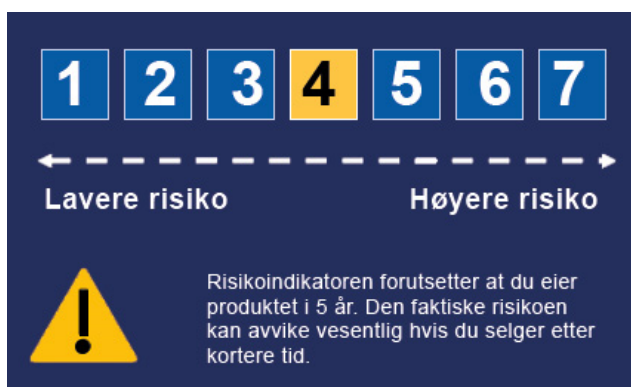 1 2 3 4 5 6 7
Lavere risiko Høyere risiko
Risikoindikatoren forutsetter at du eier
produktet i 5 år. Den faktiske risikoen
kan avvike vesentlig hvis du selger etter
kortere tid.